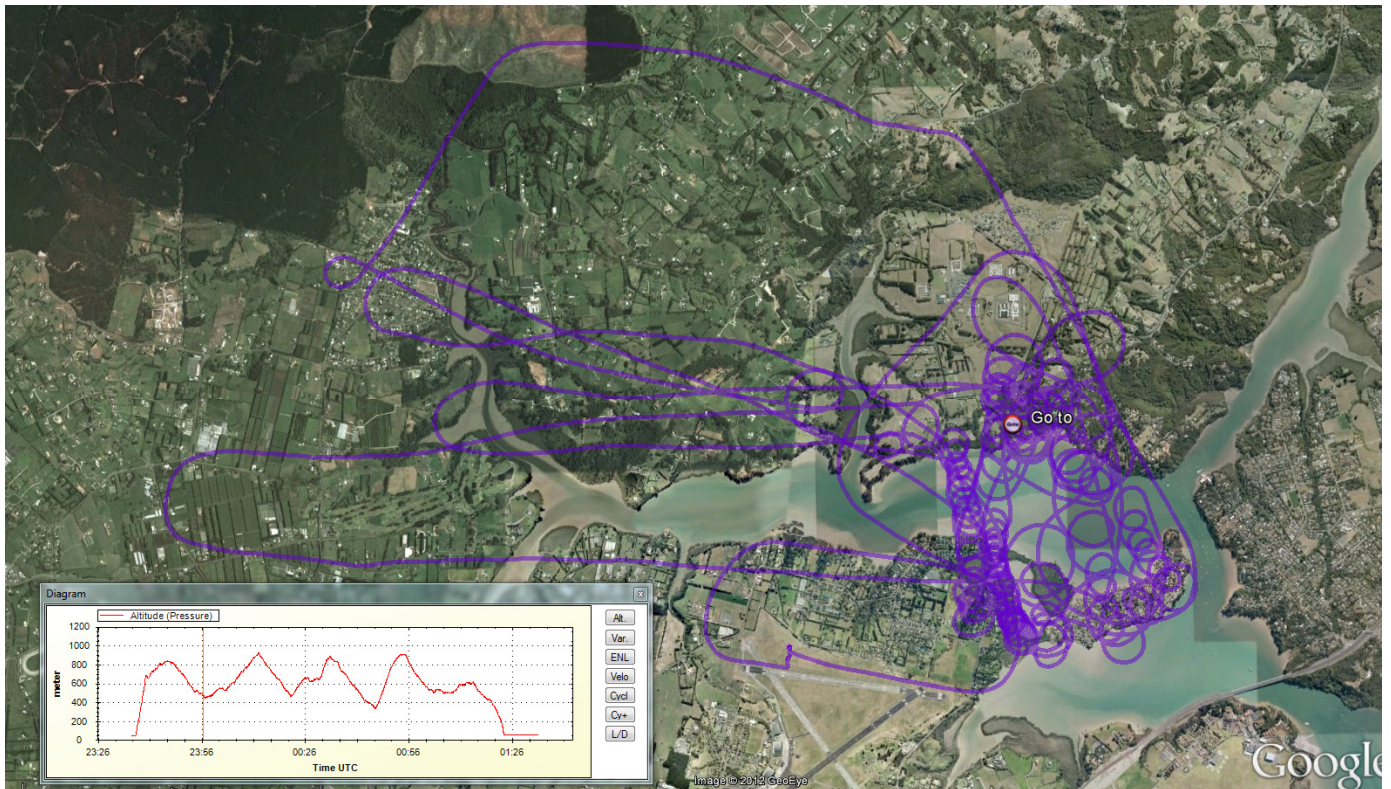 Go to
Diagram
Altitude (Pressure)
1200
1000
800
600
400
200
0
meter
23:26
23:56
00:26
00:56
01:26
Time UTC
Alt.
Var.
ENL
Velo
Cycl
Cy+
L/D
Image © 2012 GeoEye
Google